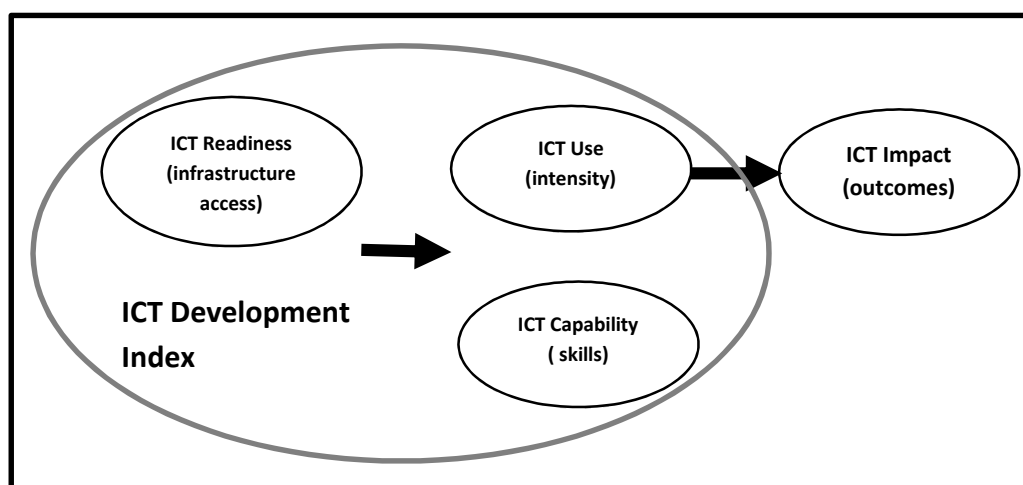 ICT Readiness
(infrastructure
access)
ICT Use
(intensity)
ICT Impact
(outcomes)
ICT Development
Index
ICT Capability
( skills)